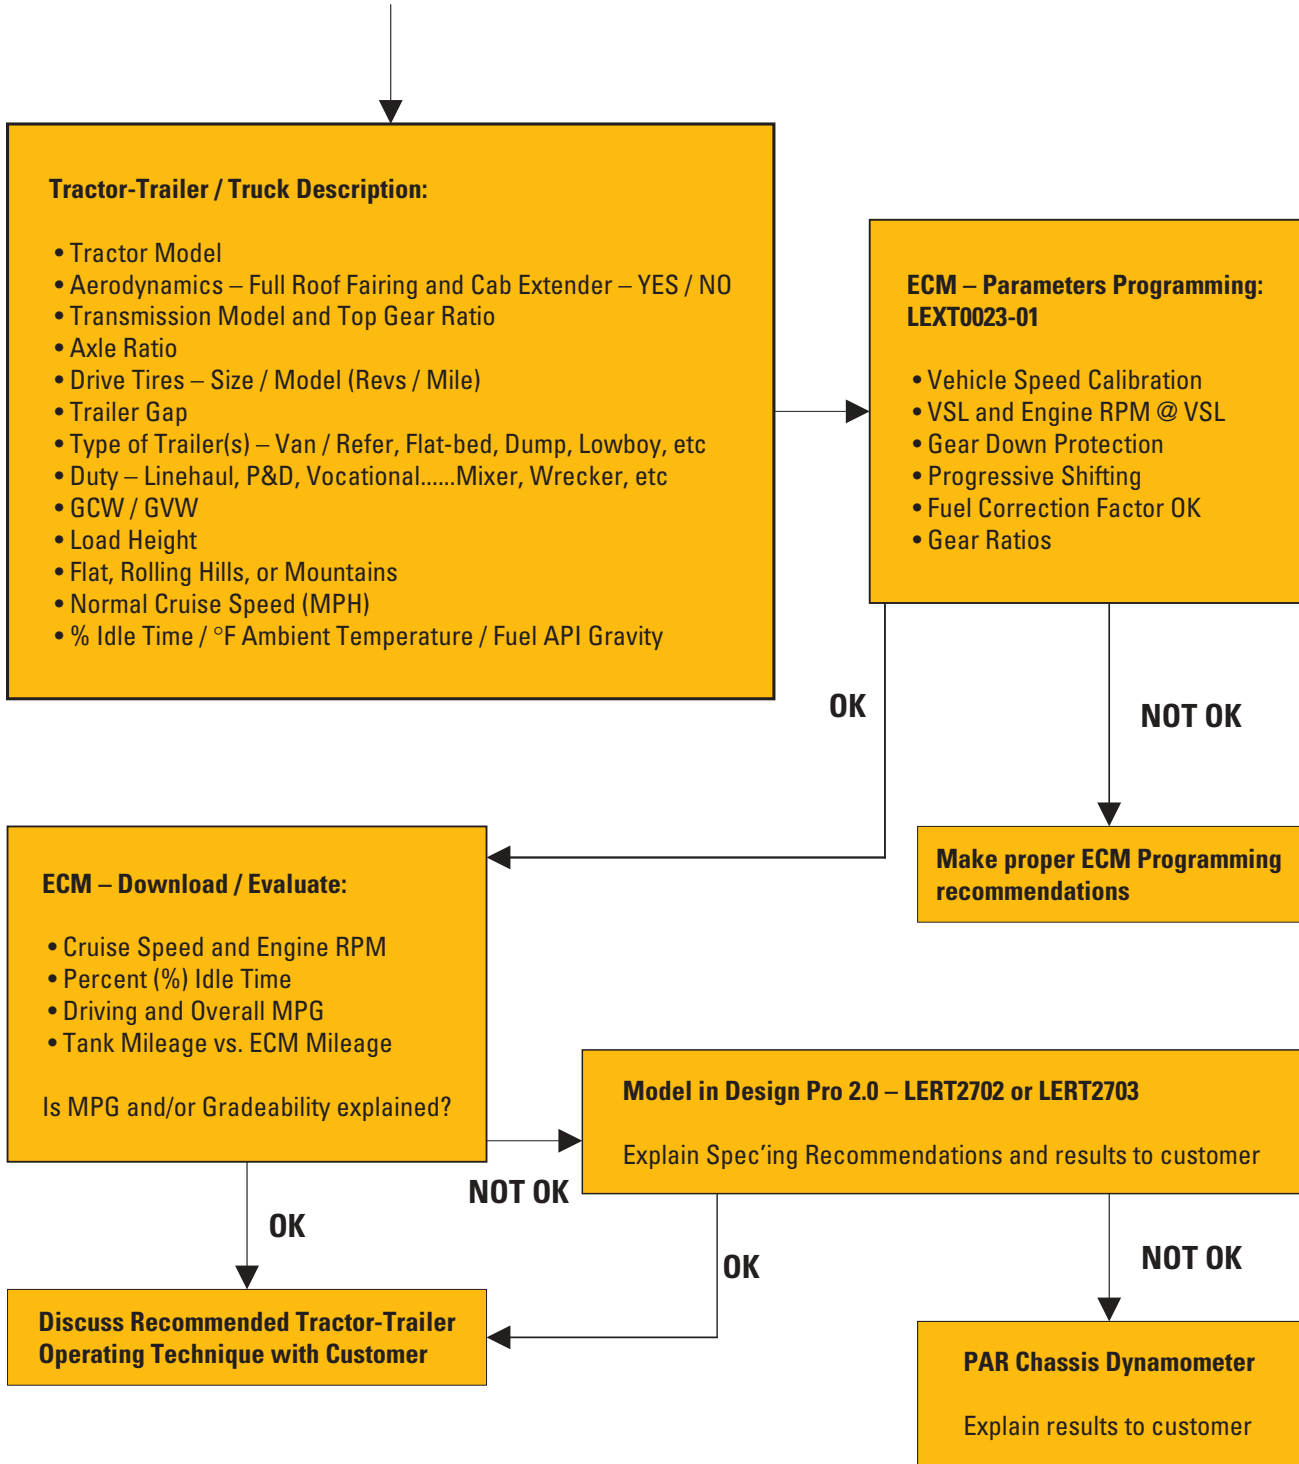 Tractor-Trailer / Truck Description:
• Tractor Model
• Aerodynamics – Full Roof Fairing and Cab Extender – YES / NO
• Transmission Model and Top Gear Ratio
• Axle Ratio
• Drive Tires – Size / Model (Revs / Mile)
• Trailer Gap
• Type of Trailer(s) – Van / Refer, Flat-bed, Dump, Lowboy, etc
• Duty – Linehaul, P&D, Vocational......Mixer, Wrecker, etc
• GCW / GVW
• Load Height
• Flat, Rolling Hills, or Mountains
• Normal Cruise Speed (MPH)
• % Idle Time / °F Ambient Temperature / Fuel API Gravity
ECM – Parameters Programming:
LEXT0023-01
• Vehicle Speed Calibration
• VSL and Engine RPM @ VSL
• Gear Down Protection
• Progressive Shifting
• Fuel Correction Factor OK
• Gear Ratios
OK
NOT OK
Make proper ECM Programming
recommendations
ECM – Download / Evaluate:
• Cruise Speed and Engine RPM
• Percent (%) Idle Time
• Driving and Overall MPG
• Tank Mileage vs. ECM Mileage
Is MPG and/or Gradeability explained?
NOT OK
OK
Model in Design Pro 2.0 – LERT2702 or LERT2703
Explain Spec’ing Recommendations and results to customer
OK
NOT OK
Discuss Recommended Tractor-Trailer
Operating Technique with Customer
PAR Chassis Dynamometer
Explain results to customer